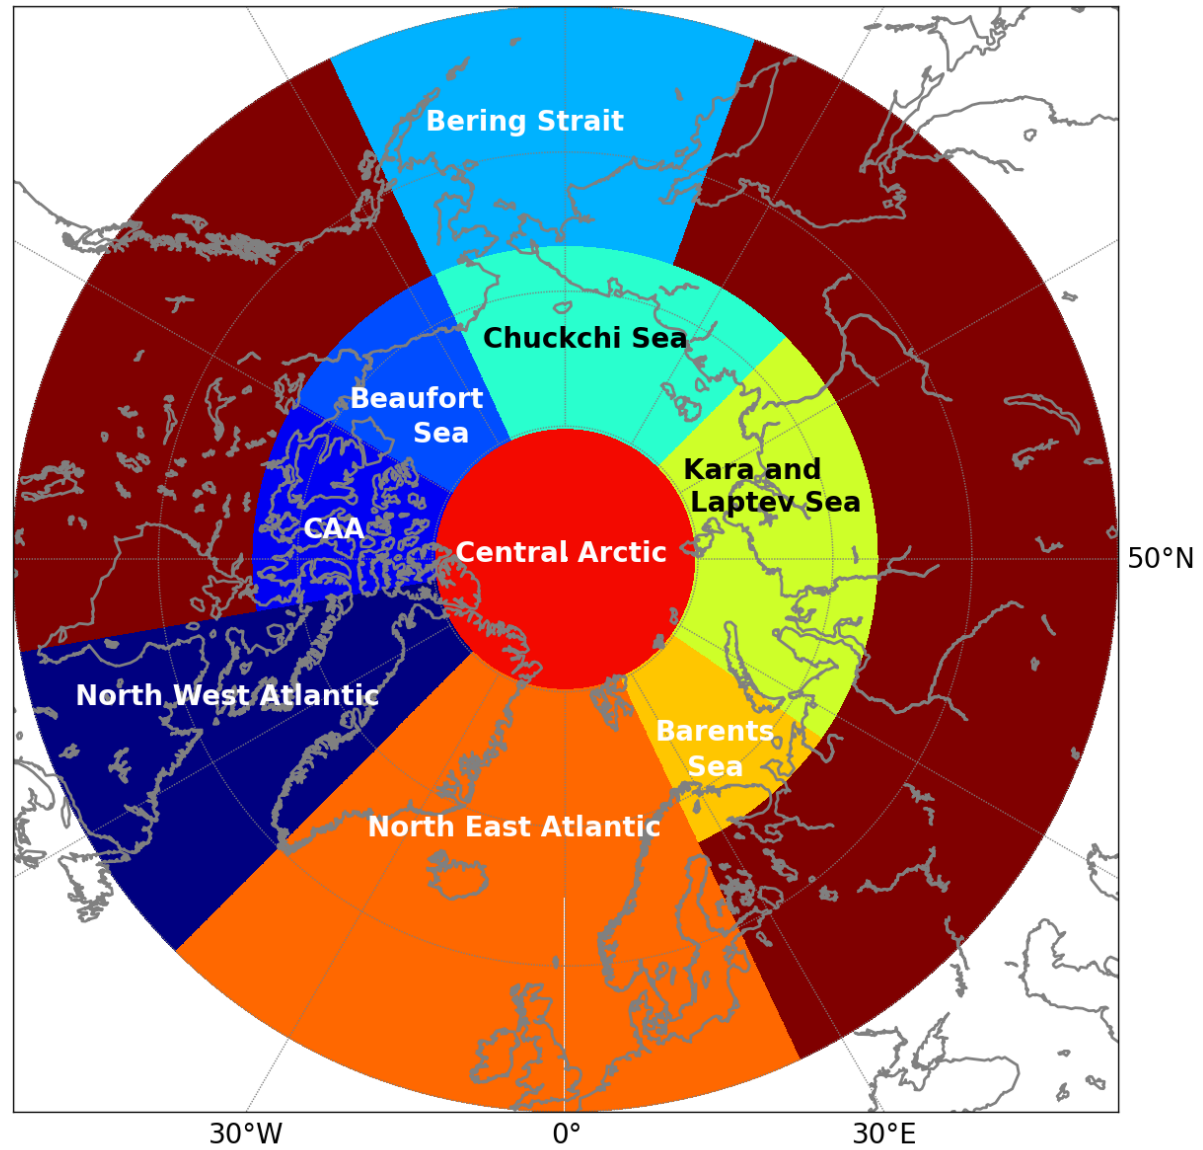 Bering Strait
Chuckchi Sea
Beaufort
Sea
Kara and
Laptev Sea
CAA
Central Arctic
50°N
North West Atlantic
Barents
Sea
North East Atlantic
30°W
0°
30°E